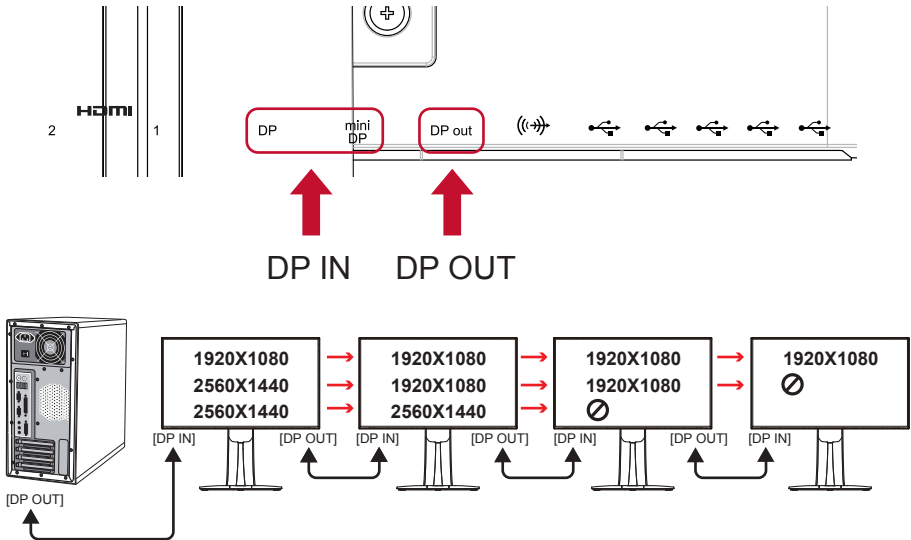 2 HDMI 1
DP
mini
DP
DP out
DP IN DP OUT
1920X1080 1920X1080 1920X1080 1920X1080
2560X1440 1920X1080 1920X1080
2560X1440 2560X1440
[DP IN] [DP OUT] [DP IN] [DP OUT] [DP IN] [DP OUT] [DP IN]
[DP OUT]